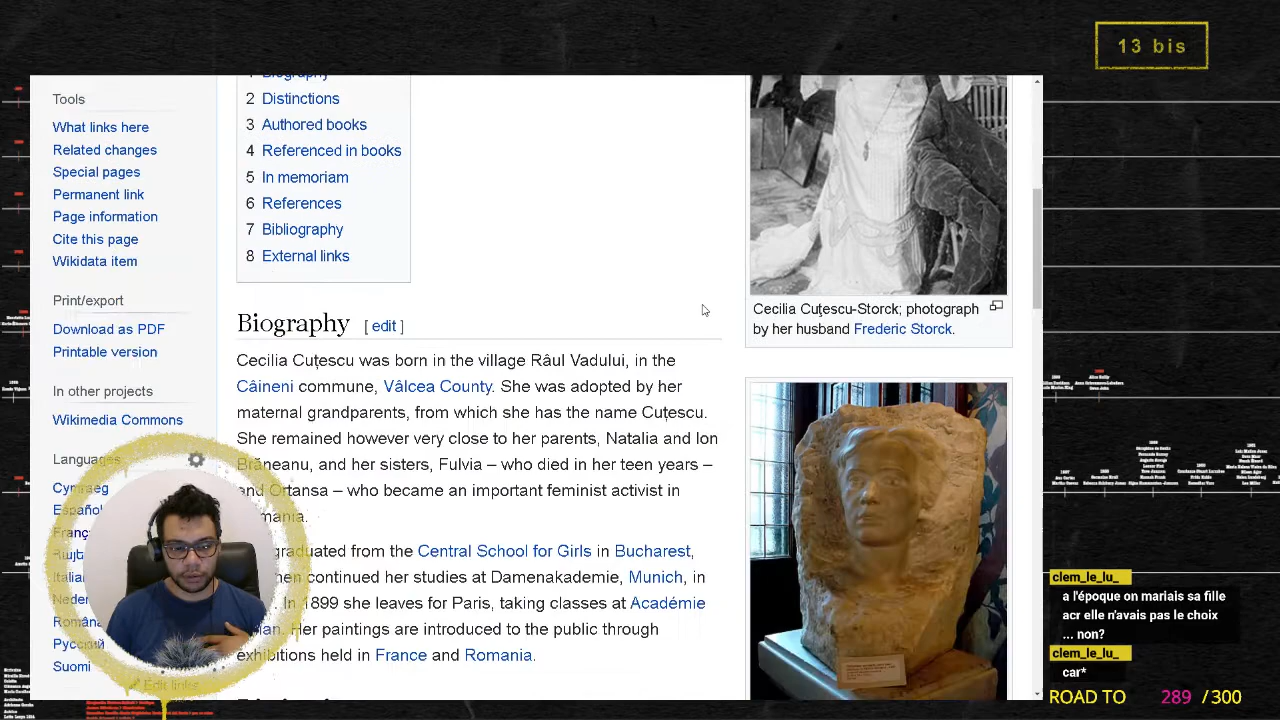 13 bis
Tools
What links here
Related changes
Special pages
Permanent link
Page information
Cite this page
Wikidata item
Print/export
Download as PDF
Printable version
In other projects
Wikimedia Commons
Languages
Cymraeg
Edit links
2 Distinctions
3 Authored books
4 Referenced in books
5 In memoriam
6 References
7 Bibliography
8 External links
Biography [ edit ]
Cecilia Cuțescu was born in the village Râul Vadului, in the
Câineni commune, Vâlcea County. She was adopted by her
maternal grandparents, from which she has the name Cuțescu.
She remained however very close to her parents, Natalia and Ion
Brăneanu, and her sisters, Fulvia – who died in her teen years –
and Ortansa – who became an important feminist activist in
graduated from the Central School for Girls in Bucharest,
continued her studies at Damenakademie, Munich, in
In 1899 she leaves for Paris, taking classes at Académie
Her paintings are introduced to the public through
exhibitions held in France and Romania.
Cecilia Cuţescu-Storck; photograph
by her husband Frederic Storck.
clem_le_lu_
a l'époque on mariais sa fille
acr elle n'avais pas le choix
... non?
clem_le_lu_
car*
ROAD TO 289 / 300